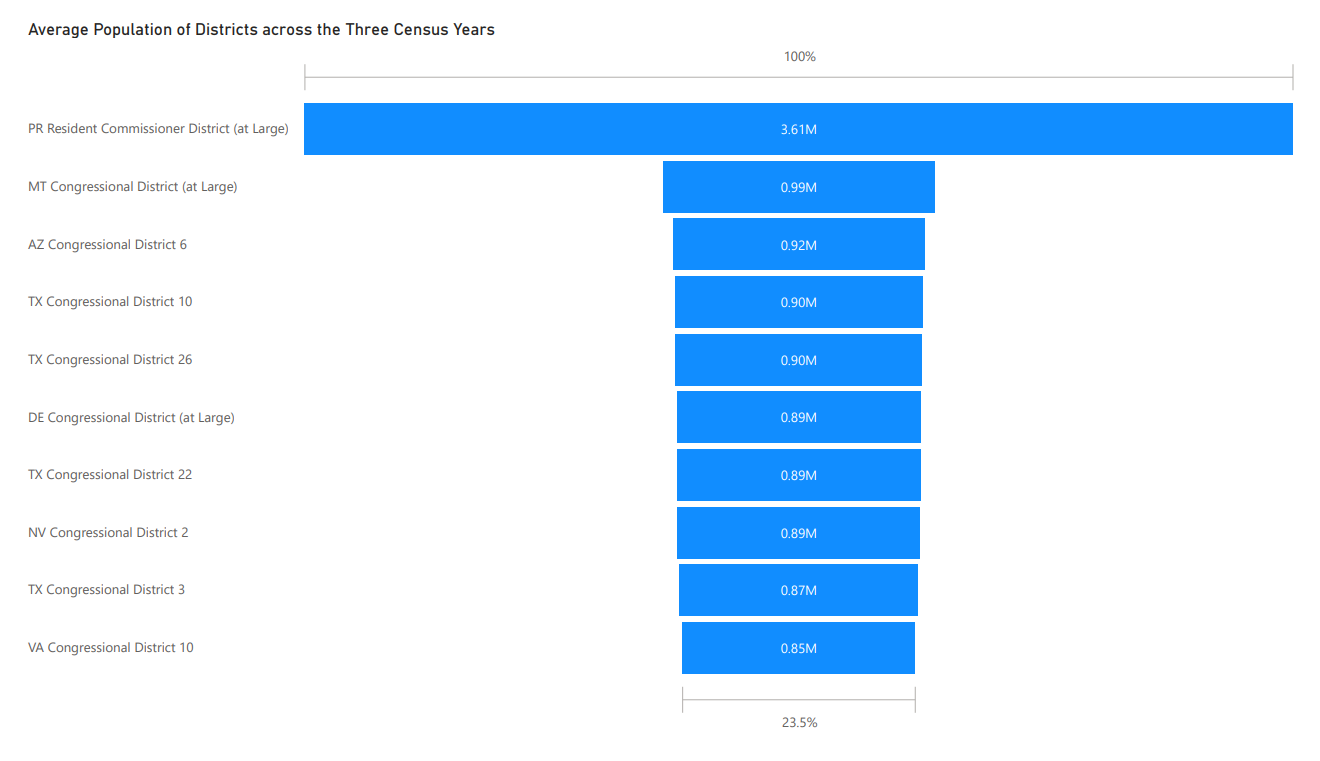 Average Population of Districts across the Three Census Years
100%
PR Resident Commissioner District (at Large) 3.61M
MT Congressional District (at Large) 0.99M
AZ Congressional District 6 0.92M
TX Congressional District 10 0.90M
TX Congressional District 26 0.90M
DE Congressional District (at Large) 0.89M
TX Congressional District 22 0.89M
NV Congressional District 2 0.89M
TX Congressional District 3 0.87M
VA Congressional District 10 0.85M
23.5%